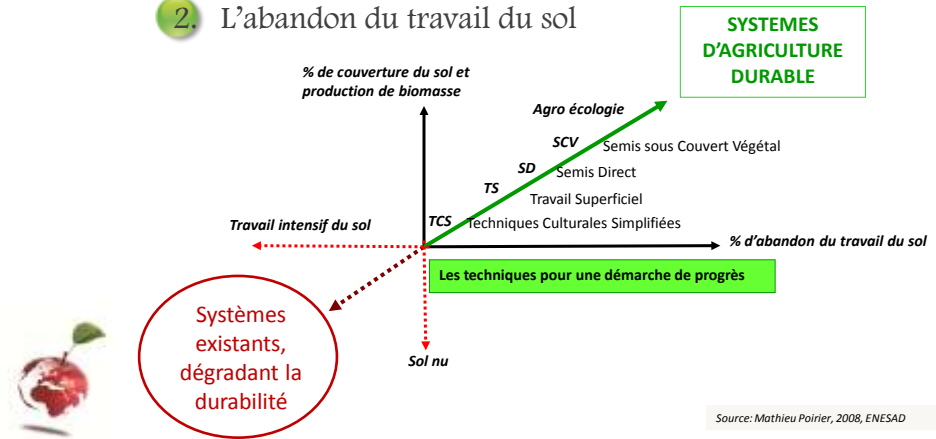 2. L'abandon du travail du sol
SYSTEMES
D'AGRICULTURE
DURABLE
% de couverture du sol et
production de biomasse
Agro écologie
SCV
Semis sous Couvert Végétal
SD
Semis Direct
TS
Travail Superficiel
TCS
Techniques Culturales Simplifiées
Travail intensif du sol
% d'abandon du travail du sol
Les techniques pour une démarche de progrès
Systèmes
existants,
dégradant la
durabilité
Sol nu
Source: Mathieu Poirier, 2008, ENESAD